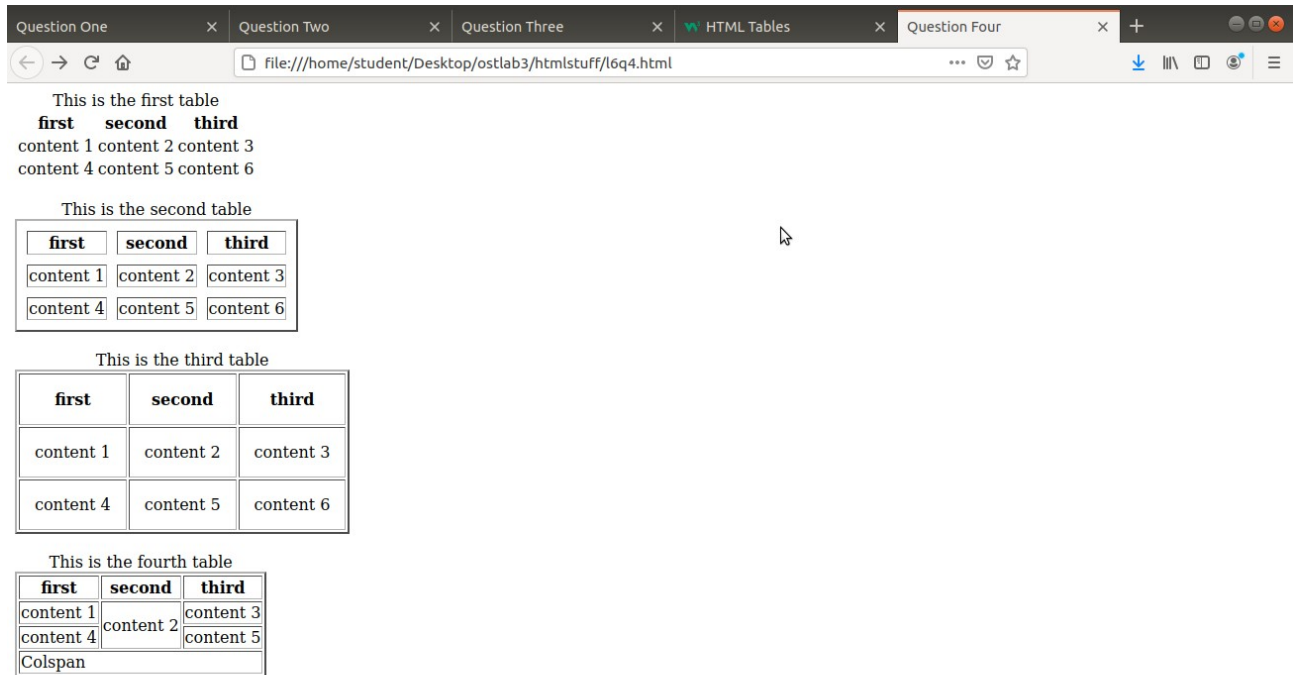 Question One
Question Two
Question Three
HTML Tables
Question Four
file:///home/student/Desktop/ostlab3/htmlstuff/l6q4.html
This is the first table
first second third
content 1 content 2 content 3
content 4 content 5 content 6
This is the second table
first second third
content 1 content 2 content 3
content 4 content 5 content 6
This is the third table
first second third
content 1 content 2 content 3
content 4 content 5 content 6
This is the fourth table
first second third
content 1 content 2 content 3
content 4 content 5
Colspan